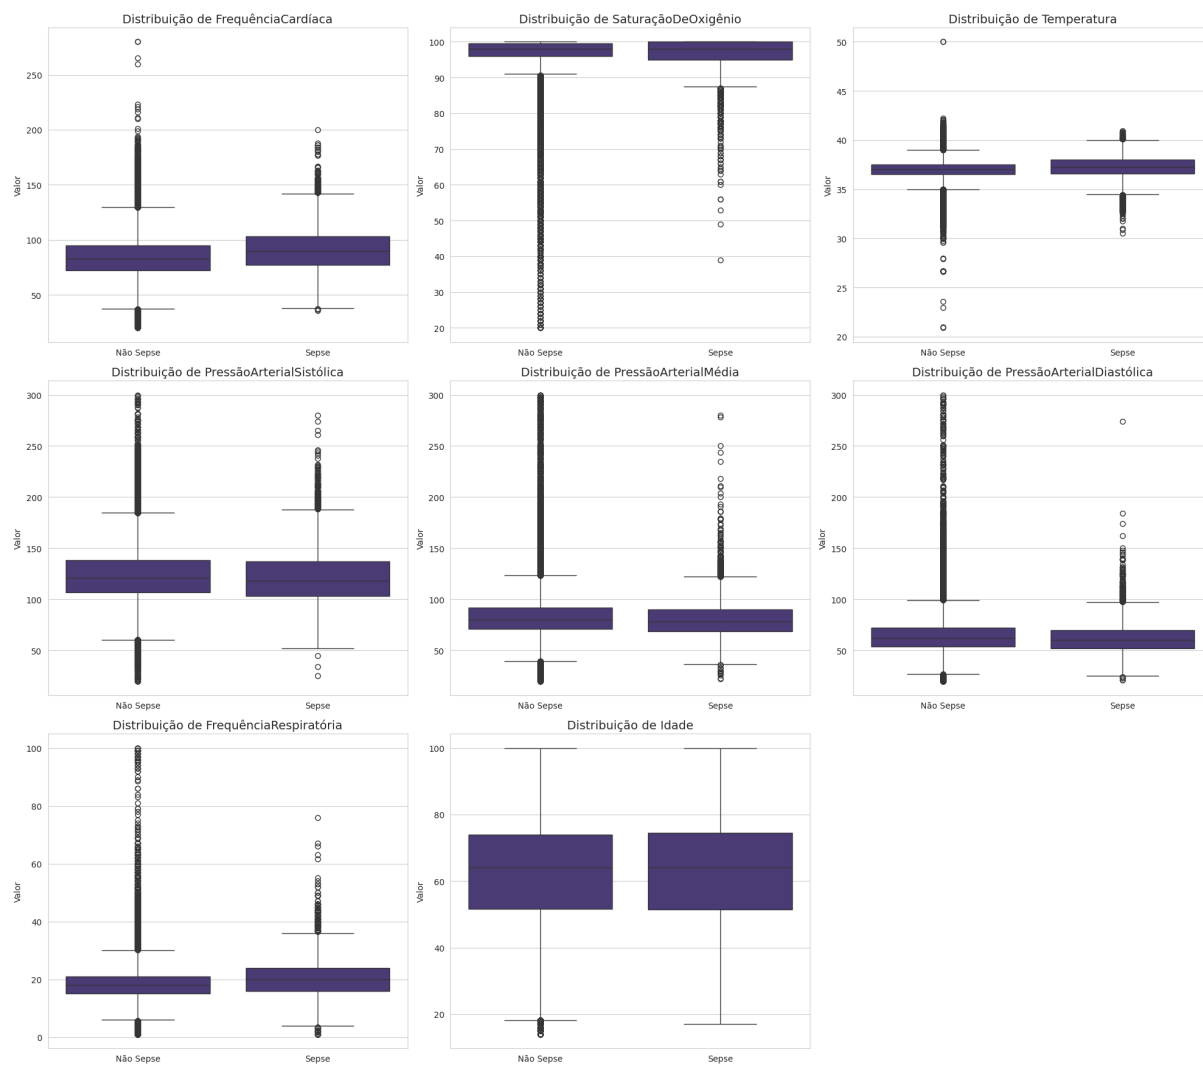 Distribuição de FrequênciaCardíaca
Valor
250
200
150
100
50
Não Sepse
Sepse
Distribuição de SaturaçãoDeOxigênio
Valor
100
90
80
70
60
50
40
30
20
Não Sepse
Sepse
Distribuição de Temperatura
Valor
50
45
40
35
30
25
20
Não Sepse
Sepse
Distribuição de PressãoArterialSistólica
Valor
300
250
200
150
100
50
Não Sepse
Sepse
Distribuição de PressãoArterialMédia
Valor
300
250
200
150
100
50
Não Sepse
Sepse
Distribuição de PressãoArterialDiastólica
Valor
300
250
200
150
100
50
Não Sepse
Sepse
Distribuição de FrequênciaRespiratória
Valor
100
80
60
40
20
0
Não Sepse
Sepse
Distribuição de Idade
Valor
100
80
60
40
20
Não Sepse
Sepse